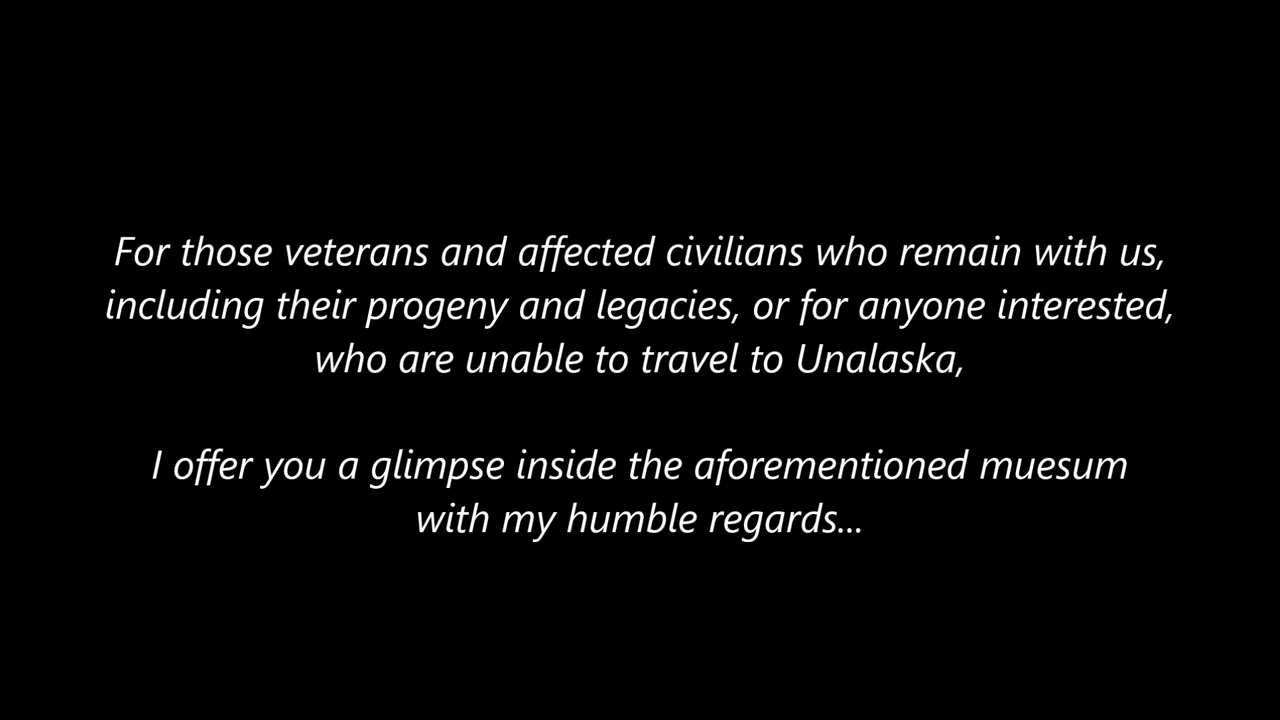 For those veterans and affected civilians who remain with us,
including their progeny and legacies, or for anyone interested,
who are unable to travel to Unalaska,
I offer you a glimpse inside the aforementioned muesum
with my humble regards...